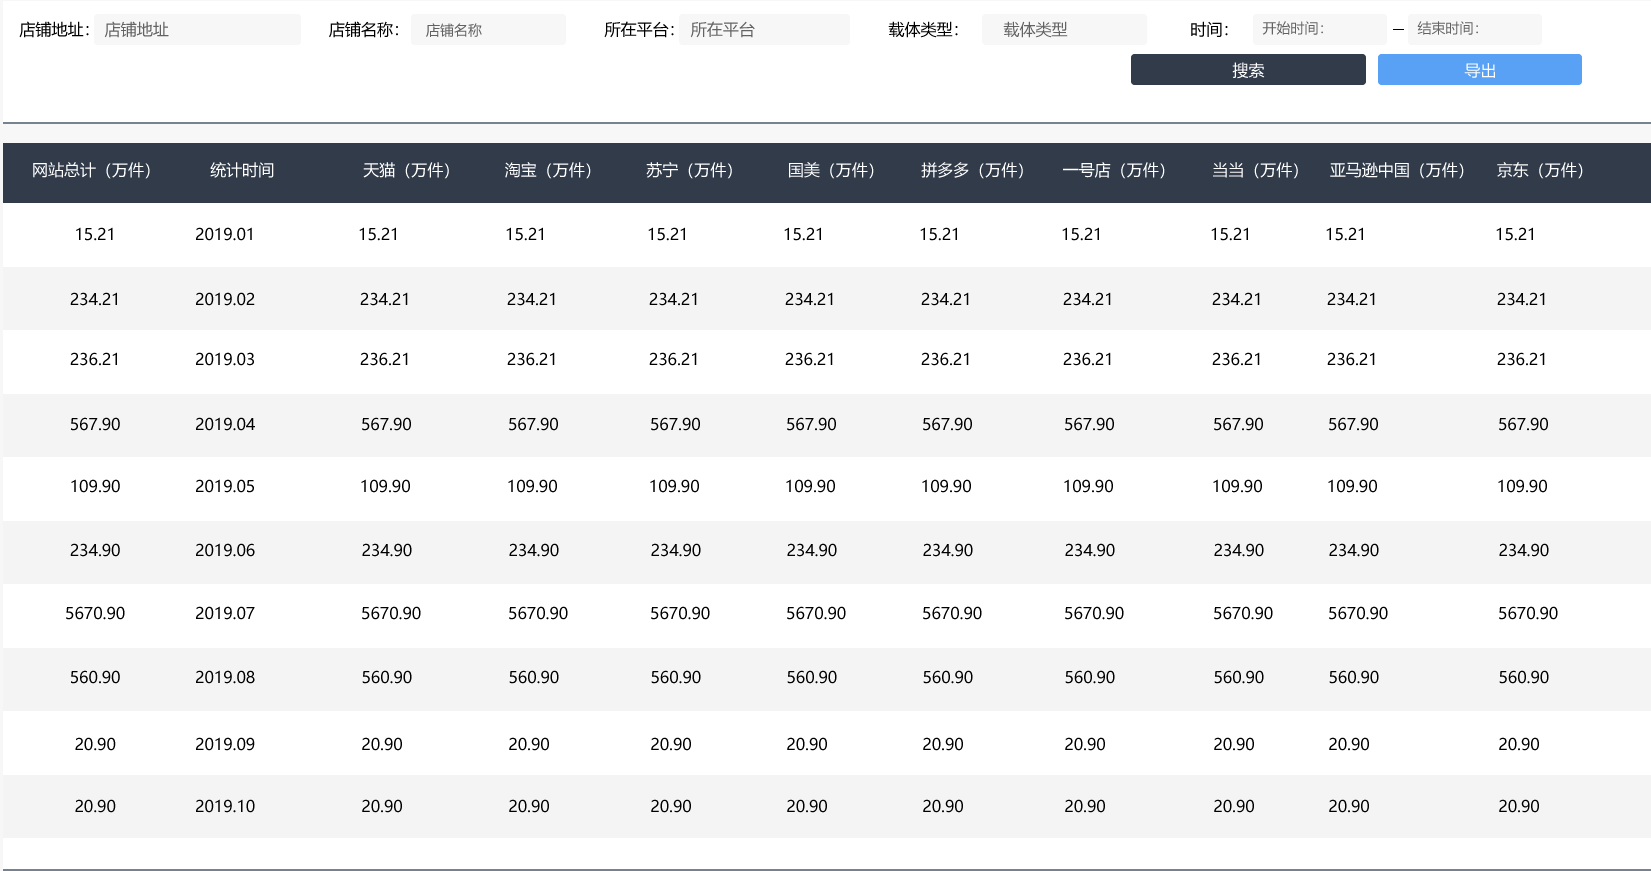 店铺地址： 店铺地址 店铺名称： 店铺名称 所在平台： 所在平台 载体类型： 载体类型 时间： 开始时间： — 结束时间：
搜索 导出
网站总计（万件） 统计时间 天猫（万件） 淘宝（万件） 苏宁（万件） 国美（万件） 拼多多（万件） 一号店（万件） 当当（万件） 亚马逊中国（万件） 京东（万件）
15.21 2019.01 15.21 15.21 15.21 15.21 15.21 15.21 15.21 15.21 15.21
234.21 2019.02 234.21 234.21 234.21 234.21 234.21 234.21 234.21 234.21 234.21
236.21 2019.03 236.21 236.21 236.21 236.21 236.21 236.21 236.21 236.21 236.21
567.90 2019.04 567.90 567.90 567.90 567.90 567.90 567.90 567.90 567.90 567.90
109.90 2019.05 109.90 109.90 109.90 109.90 109.90 109.90 109.90 109.90 109.90
234.90 2019.06 234.90 234.90 234.90 234.90 234.90 234.90 234.90 234.90 234.90
5670.90 2019.07 5670.90 5670.90 5670.90 5670.90 5670.90 5670.90 5670.90 5670.90 5670.90
560.90 2019.08 560.90 560.90 560.90 560.90 560.90 560.90 560.90 560.90 560.90
20.90 2019.09 20.90 20.90 20.90 20.90 20.90 20.90 20.90 20.90 20.90
20.90 2019.10 20.90 20.90 20.90 20.90 20.90 20.90 20.90 20.90 20.90